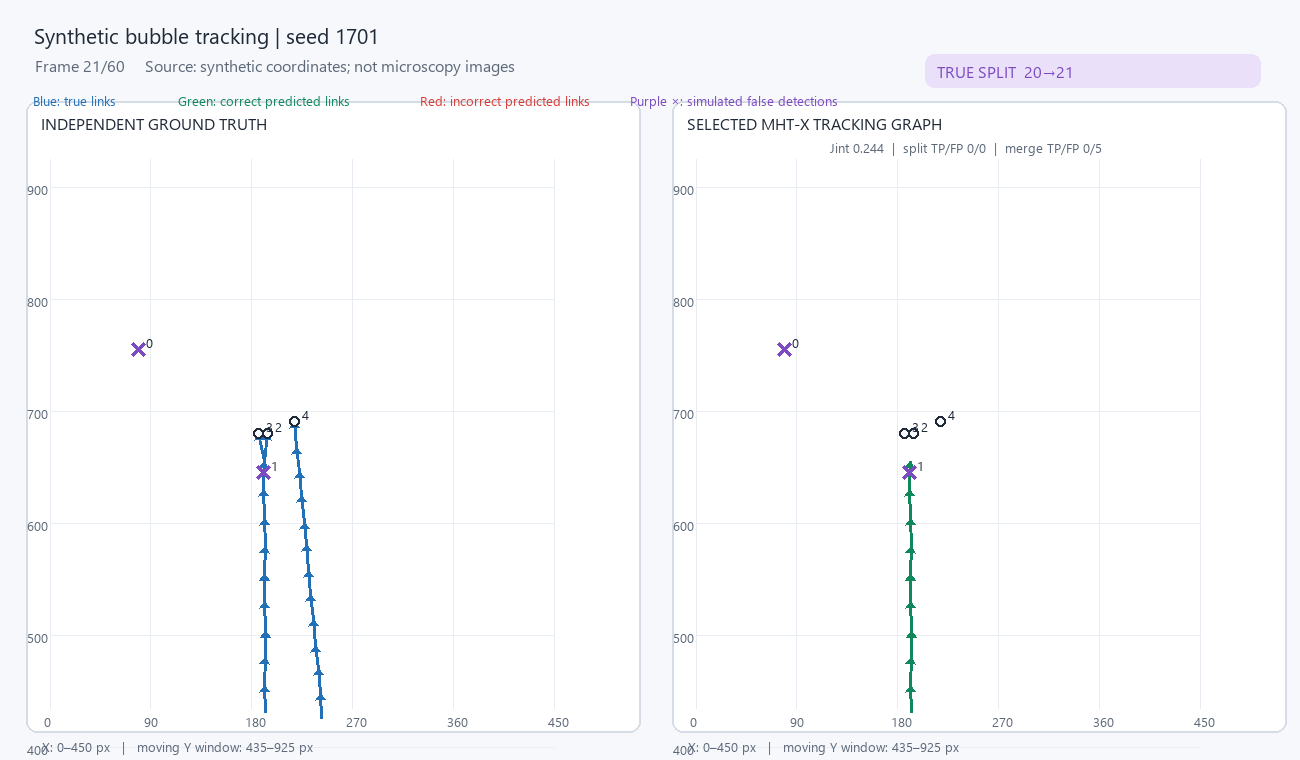 Synthetic bubble tracking | seed 1701
Frame 21/60 Source: synthetic coordinates; not microscopy images
TRUE SPLIT 20→21
Blue: true links Green: correct predicted links Red: incorrect predicted links Purple ×: simulated false detections
INDEPENDENT GROUND TRUTH
900
800
700
600
500
400
0
1
2
4
0 90 180 270 360 450
X: 0–450 px | moving Y window: 435–925 px
SELECTED MHT-X TRACKING GRAPH
Jint 0.244 | split TP/FP 0/0 | merge TP/FP 0/5
900
800
700
600
500
400
0
1
2
4
0 90 180 270 360 450
X: 0–450 px | moving Y window: 435–925 px